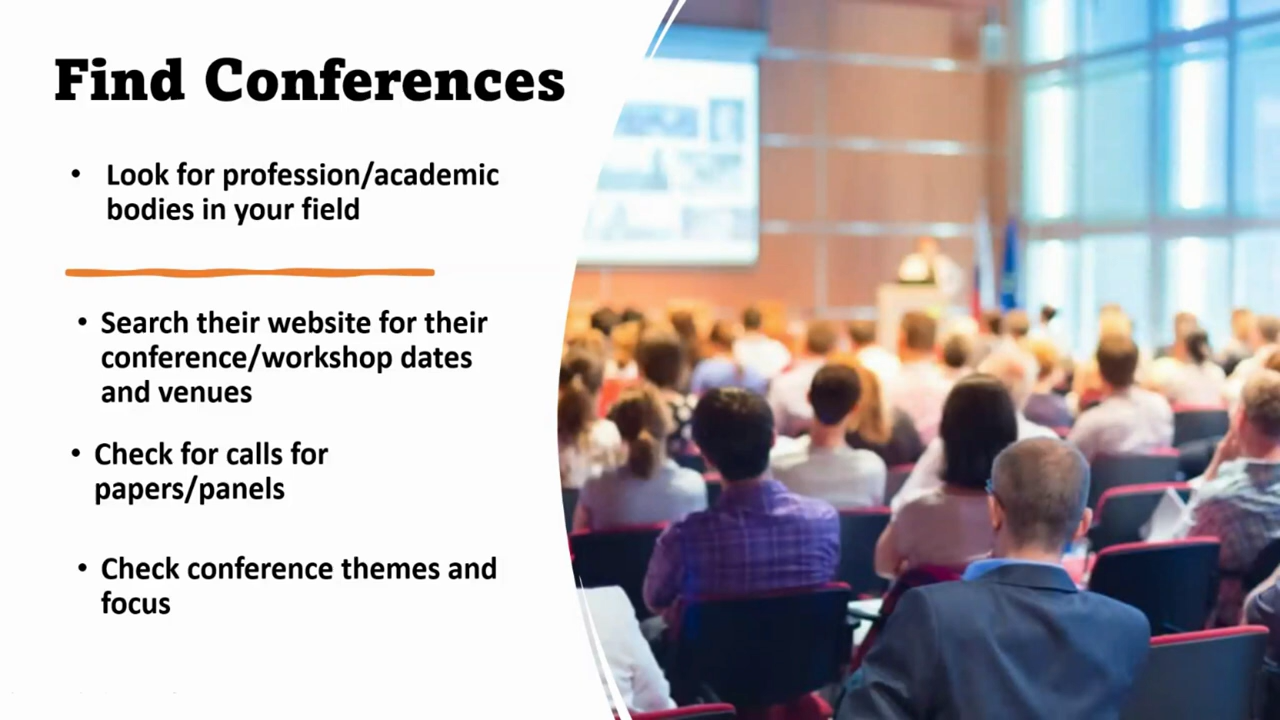 Find Conferences
• Look for profession/academic
bodies in your field
• Search their website for their
conference/workshop dates
and venues
• Check for calls for
papers/panels
• Check conference themes and
focus